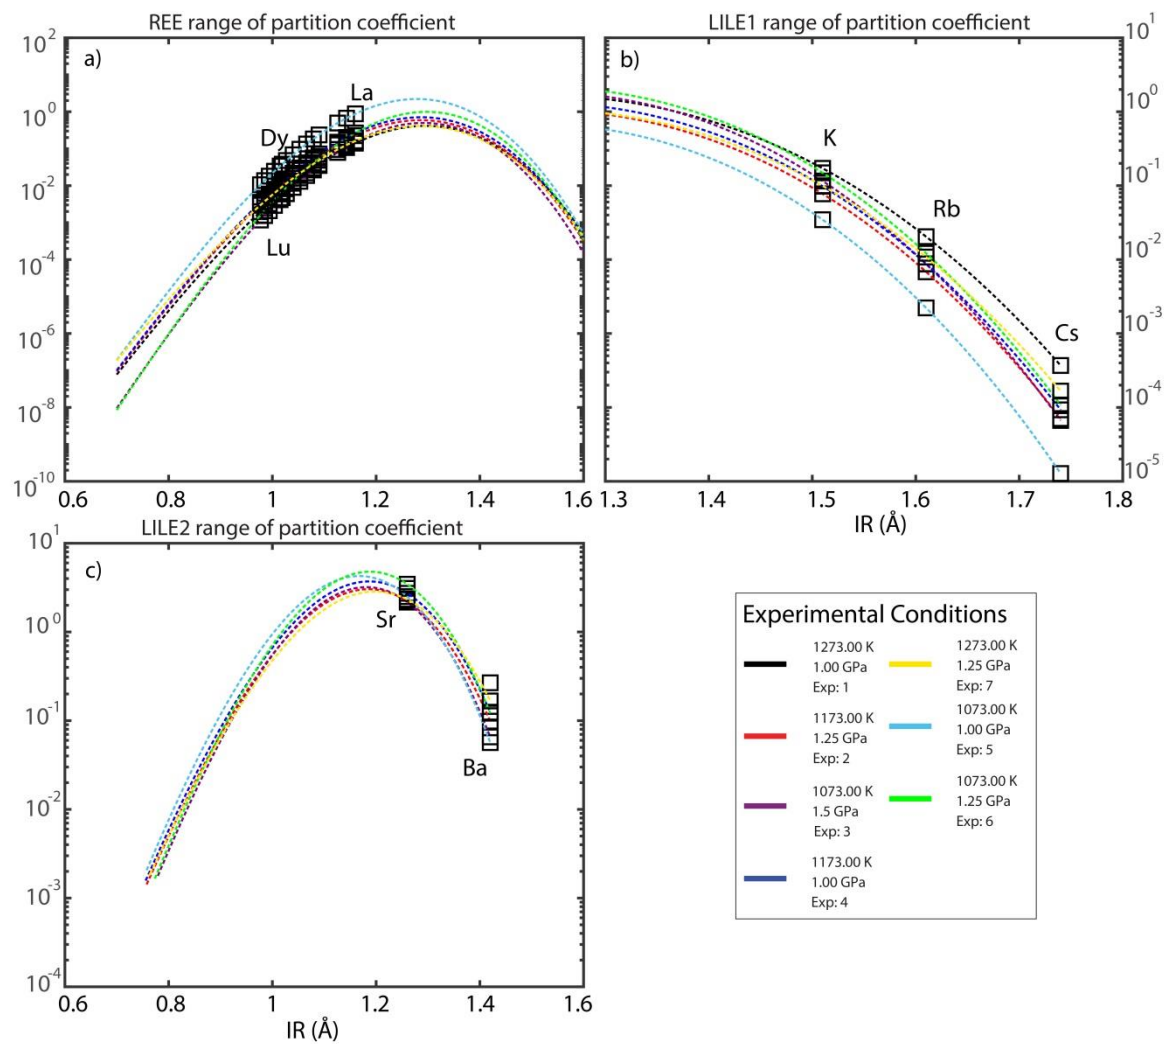 REE range of partition coefficient
LILE1 range of partition coefficient
a)
b)
10^2
10^0
10^-2
10^-4
10^-6
10^-8
10^-10
La
Dy
Lu
0.6 0.8 1 1.2 1.4 1.6
K
Rb
Cs
10^1
10^0
10^-1
10^-2
10^-3
10^-4
10^-5
1.3 1.4 1.5 1.6 1.7 1.8
IR (Å)
LILE2 range of partition coefficient
c)
10^1
10^0
10^-1
10^-2
10^-3
10^-4
Sr
Ba
0.6 0.8 1 1.2 1.4 1.6
IR (Å)
Experimental Conditions
1273.00 K
1.00 GPa
Exp: 1
1173.00 K
1.25 GPa
Exp: 2
1073.00 K
1.5 GPa
Exp: 3
1173.00 K
1.00 GPa
Exp: 4
1273.00 K
1.25 GPa
Exp: 7
1073.00 K
1.00 GPa
Exp: 5
1073.00 K
1.25 GPa
Exp: 6